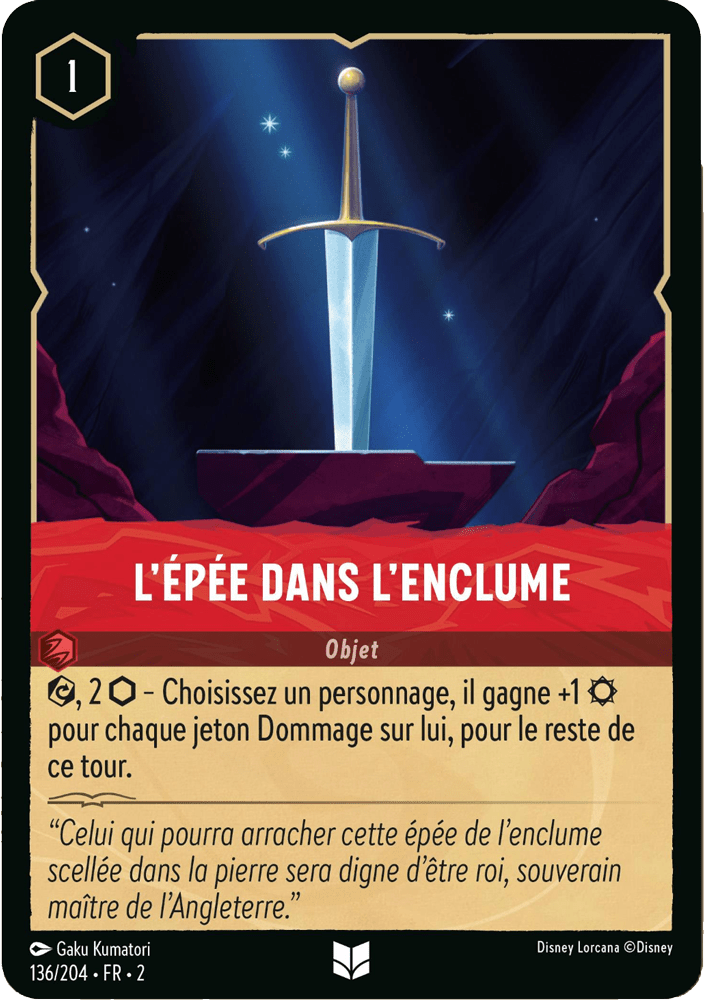 1
L'ÉPÉE DANS L'ENCLUME
Objet
, 2 – Choisissez un personnage, il gagne +1
pour chaque jeton Dommage sur lui, pour le reste de
ce tour.
“Celui qui pourra arracher cette épée de l'enclume
scellée dans la pierre sera digne d'être roi, souverain
maître de l'Angleterre.”
Gaku Kumatori
Disney Lorcana ©Disney
136/204 • FR • 2